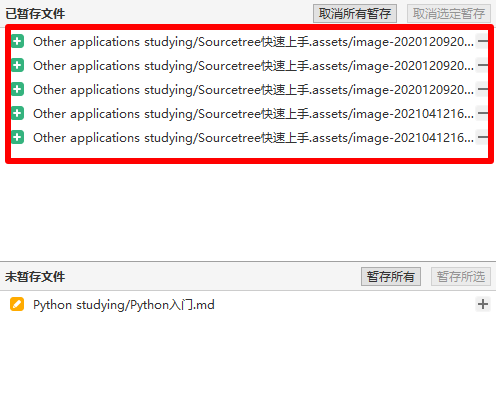 已暂存文件 取消所有暂存 取消选定暂存
Other applications studying/Sourcetree快速上手.assets/image-2020120920...
Other applications studying/Sourcetree快速上手.assets/image-2020120920...
Other applications studying/Sourcetree快速上手.assets/image-2020120920...
Other applications studying/Sourcetree快速上手.assets/image-2021041216...
Other applications studying/Sourcetree快速上手.assets/image-2021041216...
未暂存文件 暂存所有 暂存所选
Python studying/Python入门.md